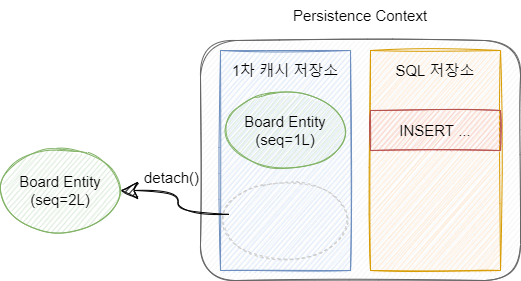 Persistence Context
1차 캐시 저장소
SQL 저장소
Board Entity
(seq=1L)
INSERT ...
detach()
Board Entity
(seq=2L)